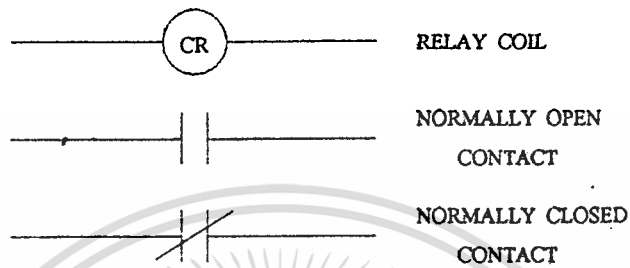 CR
RELAY COIL
NORMALLY OPEN
CONTACT
NORMALLY CLOSED
CONTACT